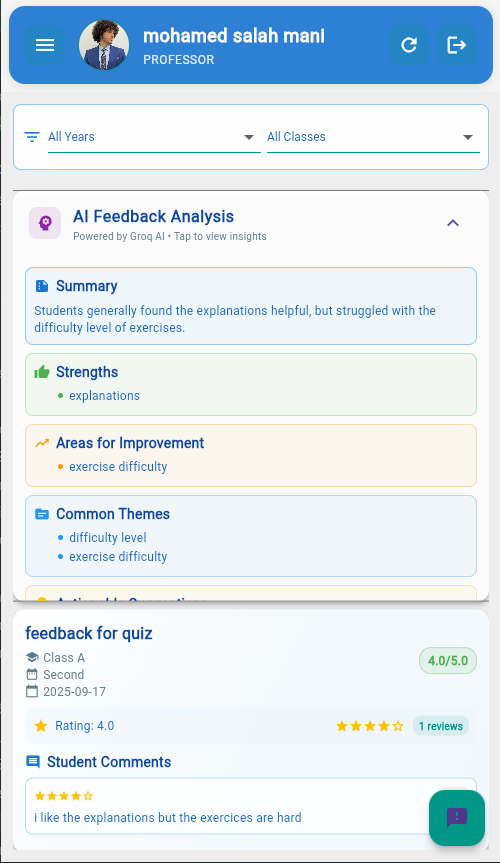 mohamed salah mani
PROFESSOR
All Years
All Classes
AI Feedback Analysis
Powered by Groq AI • Tap to view insights
Summary
Students generally found the explanations helpful, but struggled with the
difficulty level of exercises.
Strengths
• explanations
Areas for Improvement
• exercise difficulty
Common Themes
• difficulty level
• exercise difficulty
feedback for quiz
Class A
4.0/5.0
Second
2025-09-17
Rating: 4.0
1 reviews
Student Comments
i like the explanations but the exercices are hard